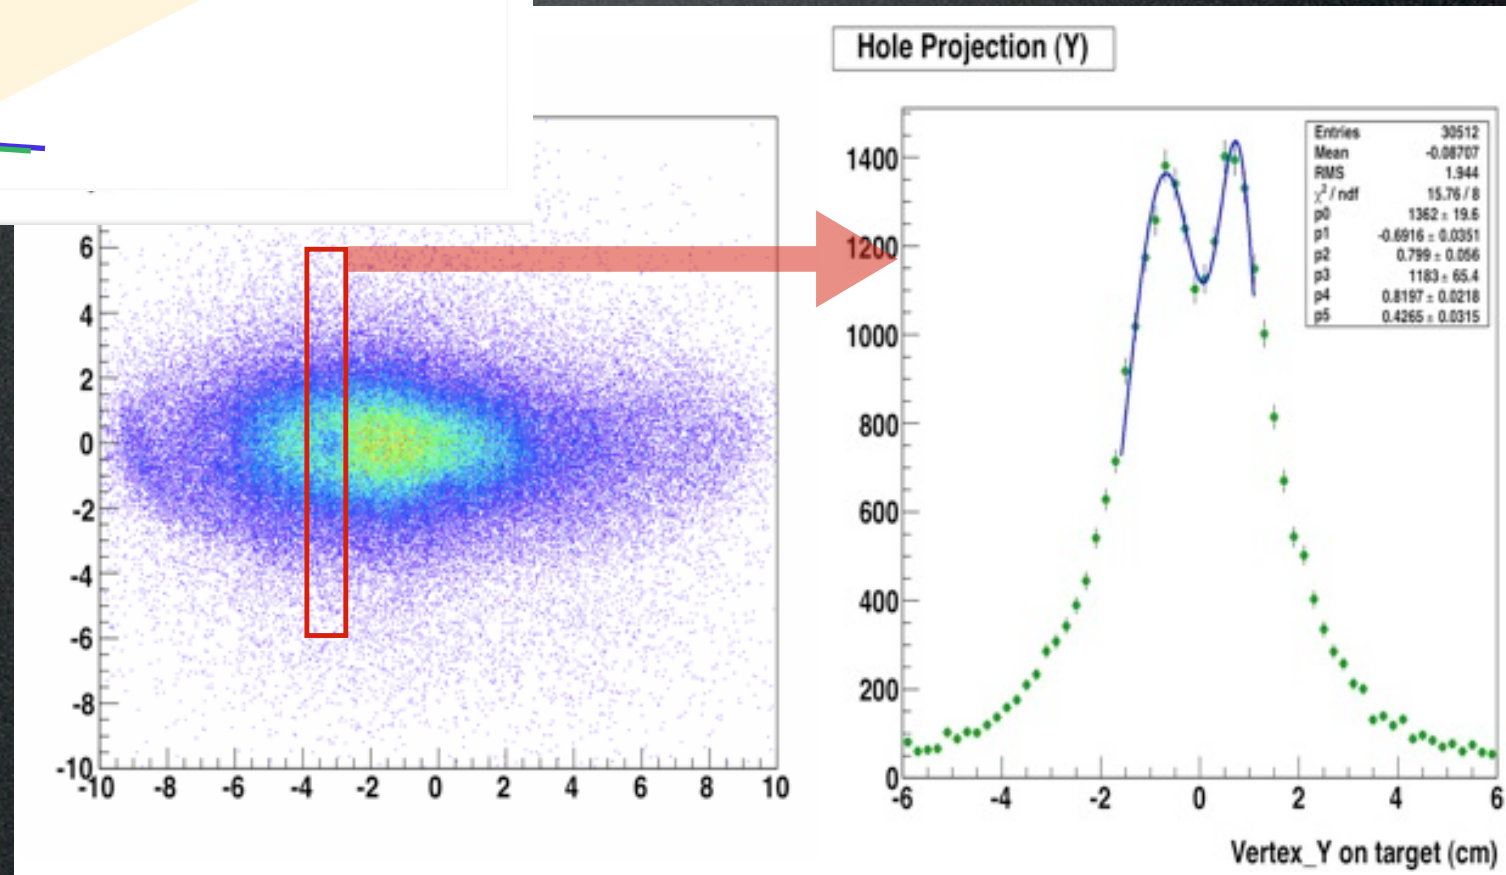 Hole Projection (Y)
Entries 30512
Mean -0.08707
RMS 1.944
χ² / ndf 15.76 / 8
p0 1362 ± 19.6
p1 -0.6916 ± 0.0351
p2 0.799 ± 0.056
p3 1183 ± 65.4
p4 0.8197 ± 0.0218
p5 0.4265 ± 0.0315
6
4
2
0
-2
-4
-6
-8
-10
-10 -8 -6 -4 -2 0 2 4 6 8 10
1400
1200
1000
800
600
400
200
0
-6 -4 -2 0 2 4 6
Vertex_Y on target (cm)